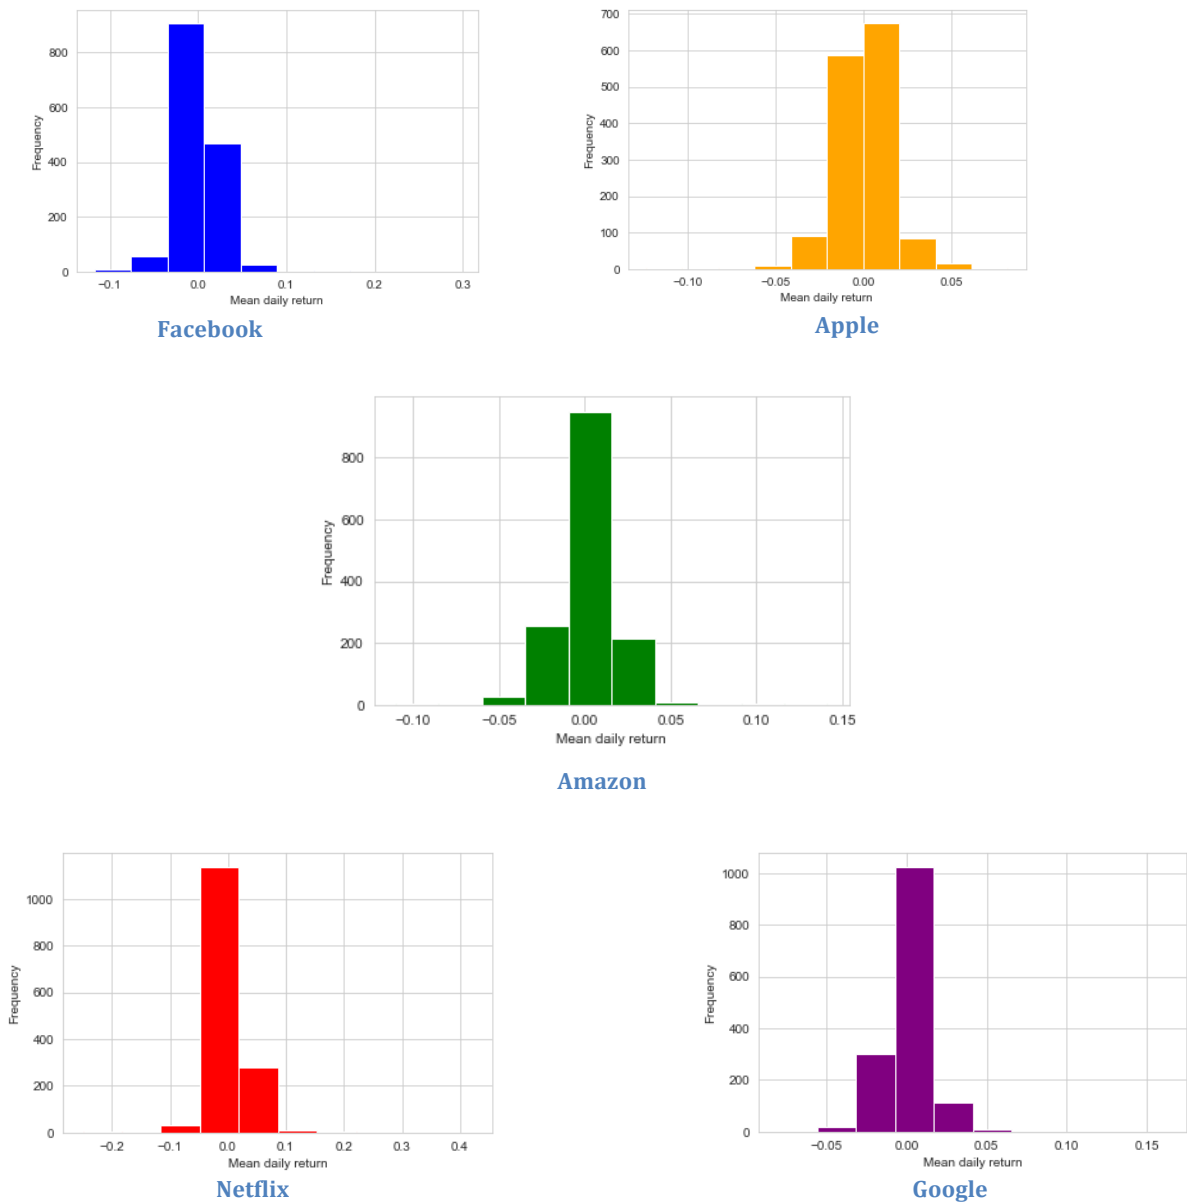 800
600
400
200
0
Frequency
−0.1 0.0 0.1 0.2 0.3
Mean daily return
Facebook
700
600
500
400
300
200
100
0
Frequency
−0.10 −0.05 0.00 0.05
Mean daily return
Apple
800
600
400
200
0
Frequency
−0.10 −0.05 0.00 0.05 0.10 0.15
Mean daily return
Amazon
1000
800
600
400
200
0
Frequency
−0.2 −0.1 0.0 0.1 0.2 0.3 0.4
Mean daily return
Netflix
1000
800
600
400
200
0
Frequency
−0.05 0.00 0.05 0.10 0.15
Mean daily return
Google